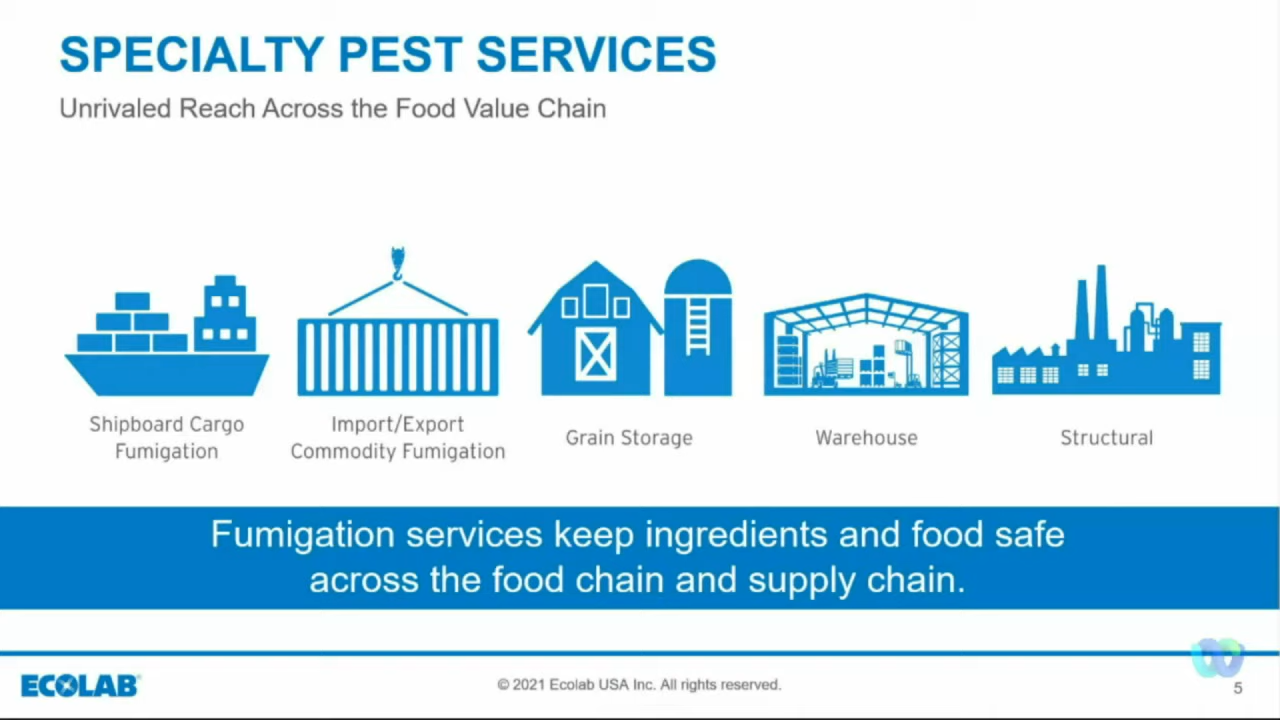 SPECIALTY PEST SERVICES
Unrivaled Reach Across the Food Value Chain
Shipboard Cargo
Fumigation
Import/Export
Commodity Fumigation
Grain Storage
Warehouse
Structural
Fumigation services keep ingredients and food safe
across the food chain and supply chain.
ECOLAB®
© 2021 Ecolab USA Inc. All rights reserved.
5